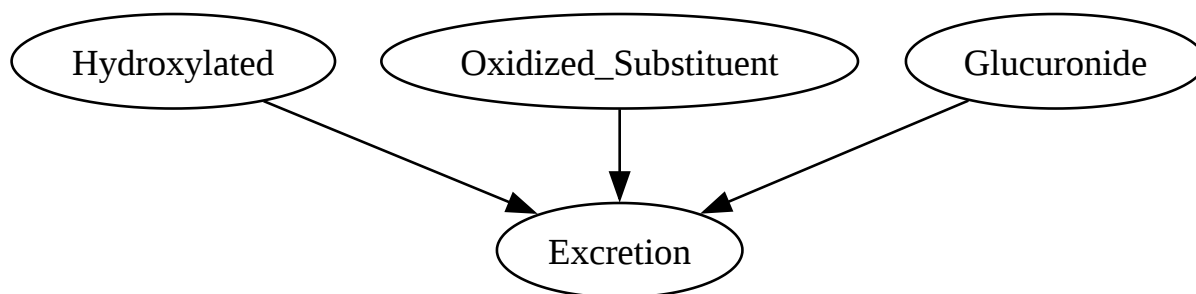 Hydroxylated
Oxidized_Substituent
Glucuronide
Excretion